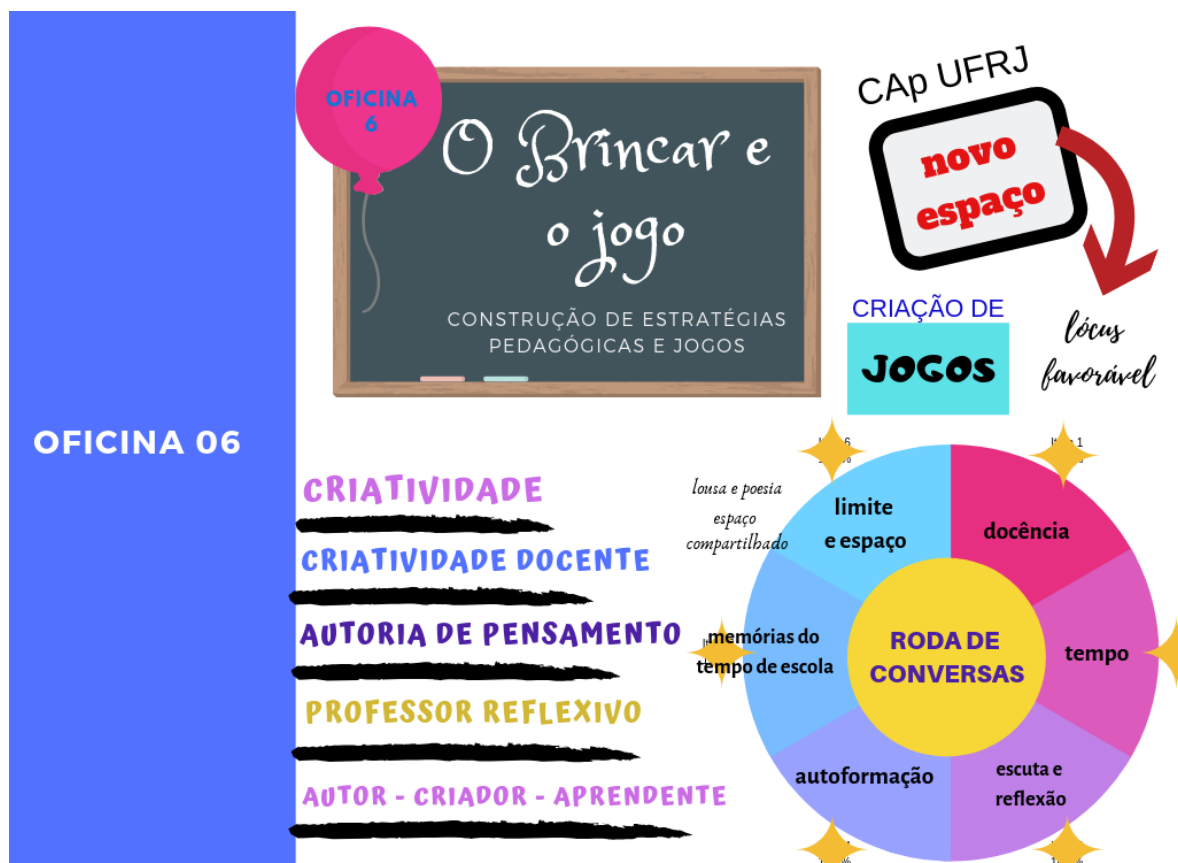 OFICINA 06
OFICINA
6
O Brincar e
o jogo
CONSTRUÇÃO DE ESTRATÉGIAS
PEDAGÓGICAS E JOGOS
CAp UFRJ
novo
espaço
lócus
favorável
CRIAÇÃO DE
JOGOS
CRIATIVIDADE
CRIATIVIDADE DOCENTE
AUTORIA DE PENSAMENTO
PROFESSOR REFLEXIVO
AUTOR - CRIADOR - APRENDENTE
lousa e poesia
espaço
compartilhado
limite
e espaço
docência
memórias do
tempo de escola
RODA DE
CONVERSAS
tempo
autoformação
escuta e
reflexão